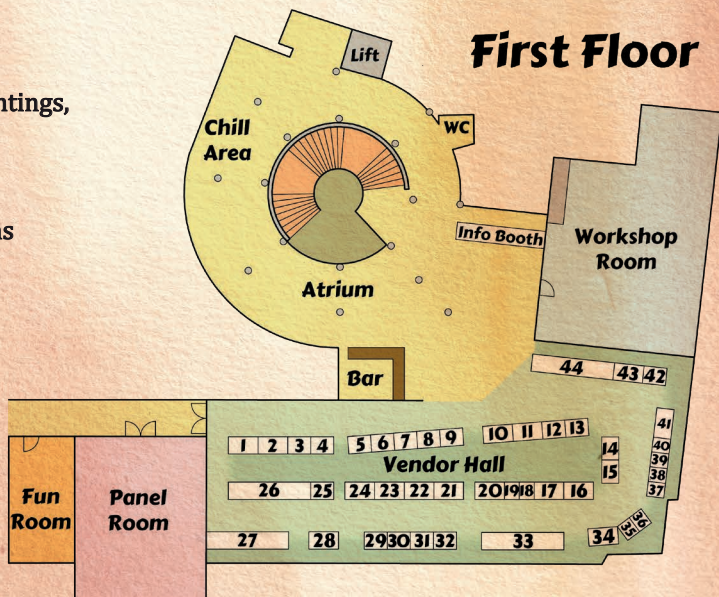 First Floor
Lift
ntings,
Chill
Area
WC
as
Info Booth
Workshop
Room
Atrium
Bar
44 43 42
1 2 3 4 5 6 7 8 9 10 11 12 13
41
14
15
40
39
38
37
Vendor Hall
26 25 24 23 22 21 20 19 18 17 16
Fun
Room
Panel
Room
27 28 29 30 31 32 33 34 35 36